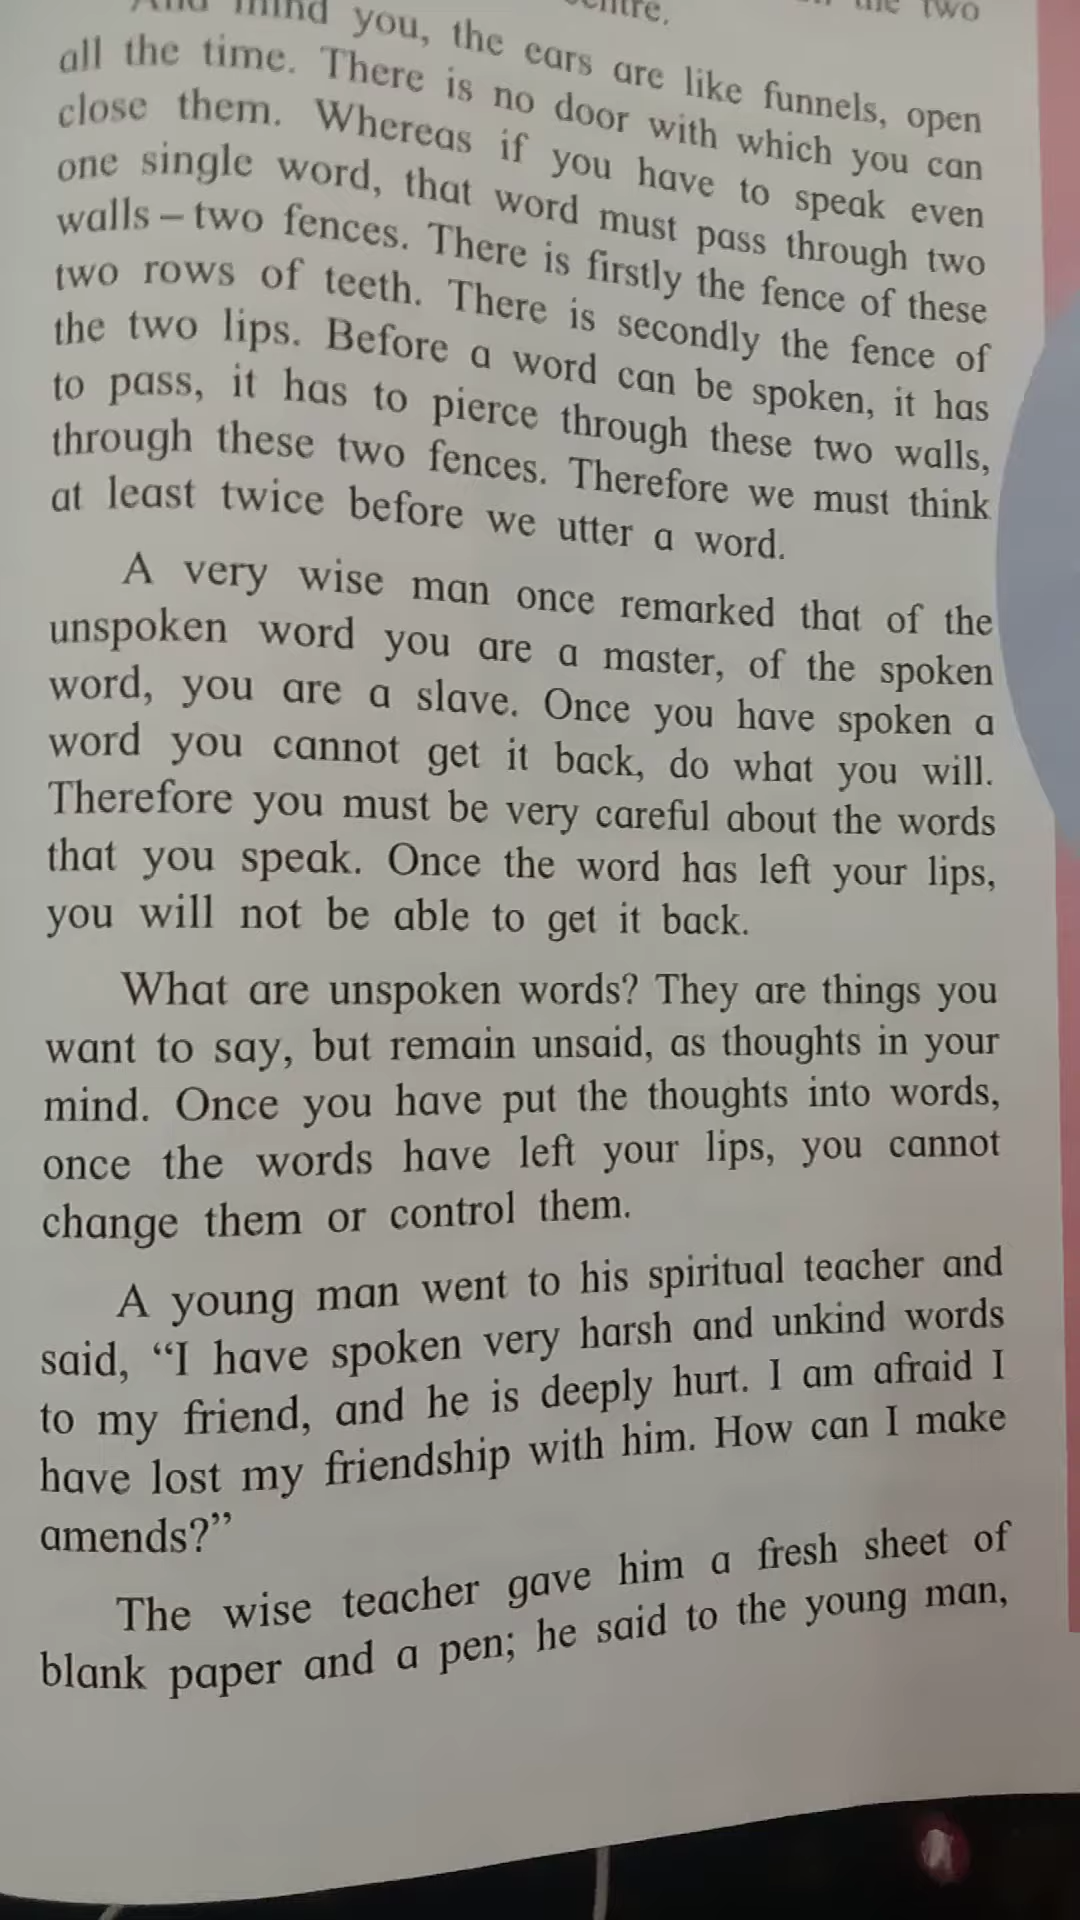 the two
And mind you, the ears are like funnels, open
all the time. There is no door with which you can
close them. Whereas if you have to speak even
one single word, that word must pass through two
walls – two fences. There is firstly the fence of these
two rows of teeth. There is secondly the fence of
the two lips. Before a word can be spoken, it has
to pass, it has to pierce through these two walls,
through these two fences. Therefore we must think
at least twice before we utter a word.
A very wise man once remarked that of the
unspoken word you are a master, of the spoken
word, you are a slave. Once you have spoken a
word you cannot get it back, do what you will.
Therefore you must be very careful about the words
that you speak. Once the word has left your lips,
you will not be able to get it back.
What are unspoken words? They are things you
want to say, but remain unsaid, as thoughts in your
mind. Once you have put the thoughts into words,
once the words have left your lips, you cannot
change them or control them.
A young man went to his spiritual teacher and
said, “I have spoken very harsh and unkind words
to my friend, and he is deeply hurt. I am afraid I
have lost my friendship with him. How can I make
amends?”
The wise teacher gave him a fresh sheet of
blank paper and a pen; he said to the young man,